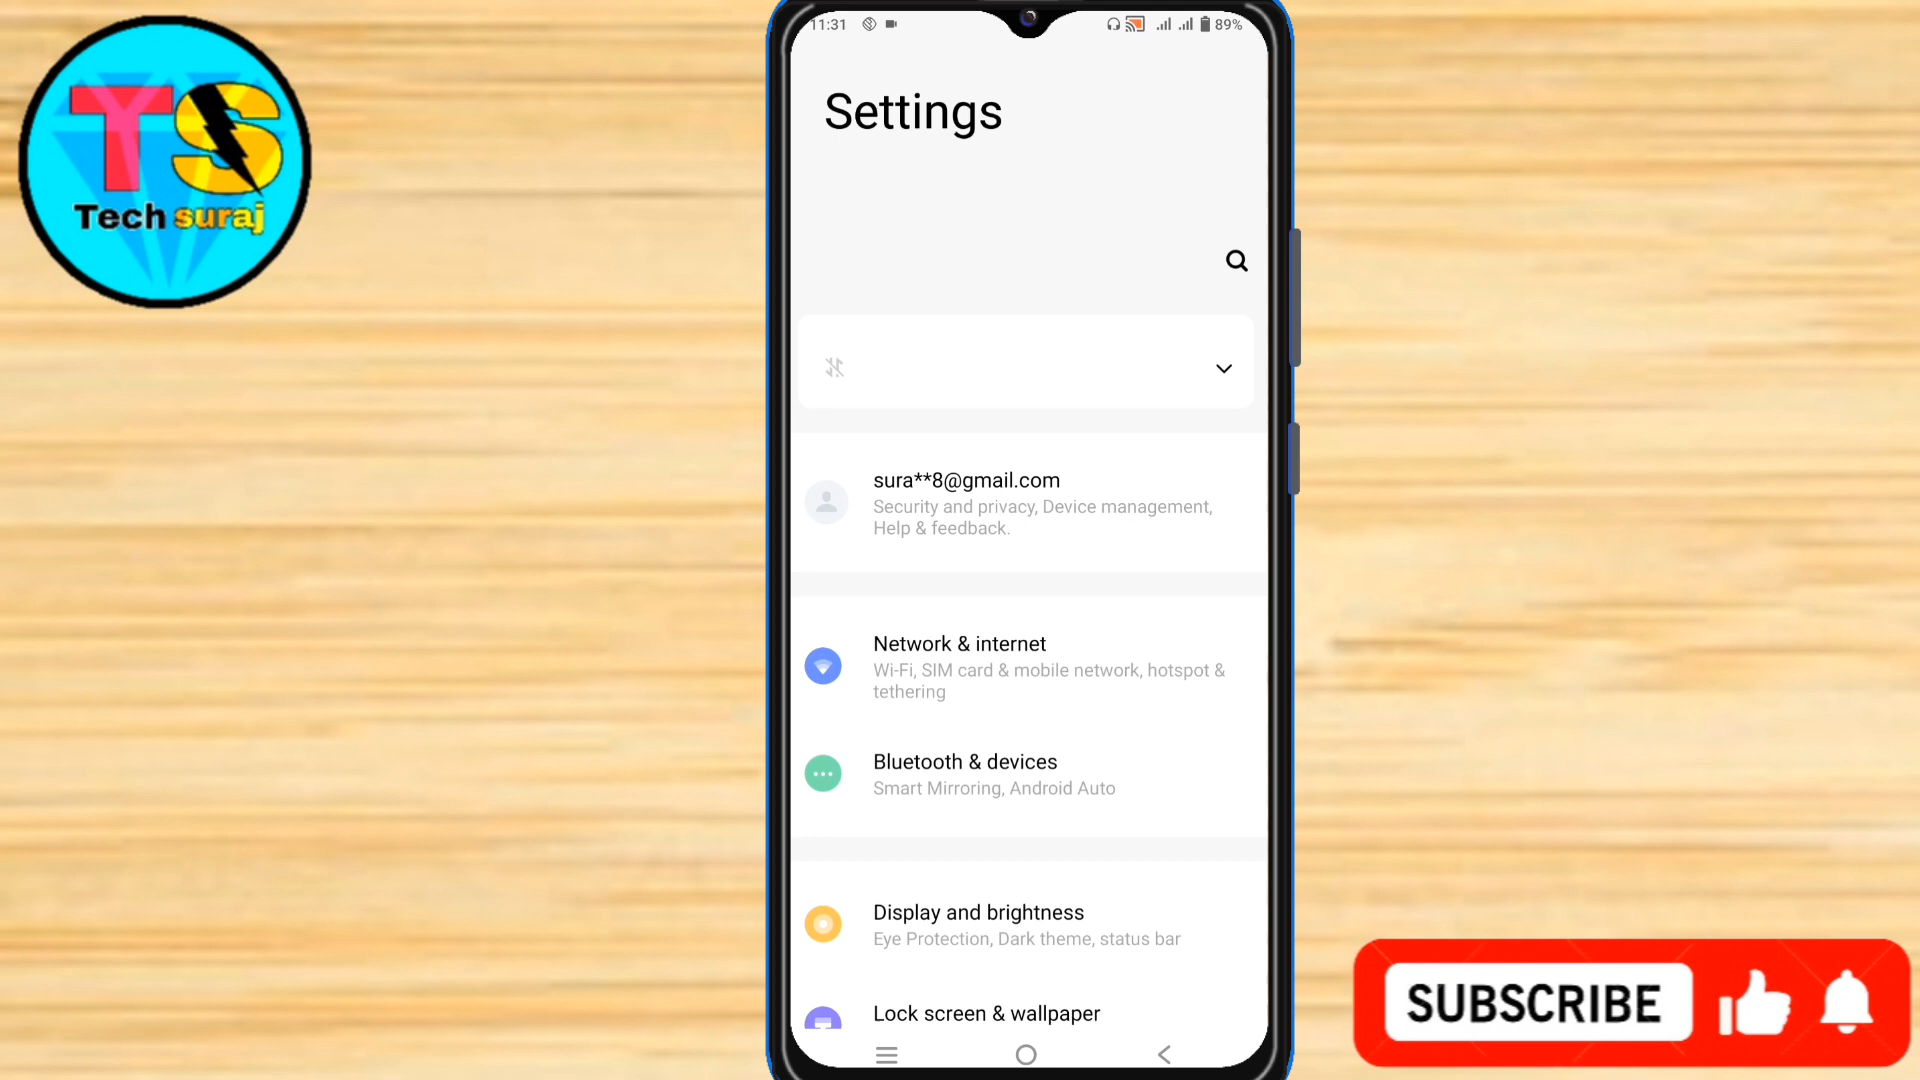 TS
Tech suraj
11:31
89%
Settings
sura**8@gmail.com
Security and privacy, Device management,
Help & feedback.
Network & internet
Wi-Fi, SIM card & mobile network, hotspot &
tethering
Bluetooth & devices
Smart Mirroring, Android Auto
Display and brightness
Eye Protection, Dark theme, status bar
Lock screen & wallpaper
SUBSCRIBE